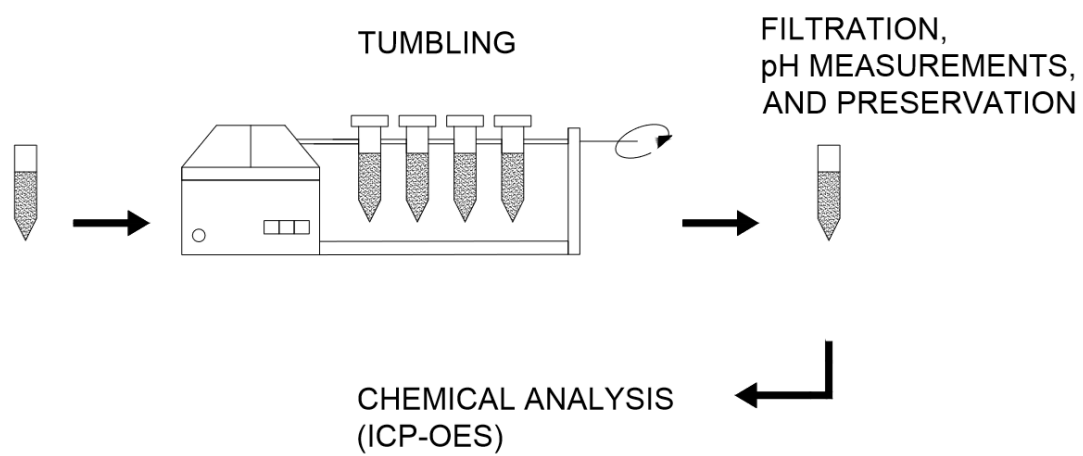 TUMBLING
FILTRATION,
pH MEASUREMENTS,
AND PRESERVATION
CHEMICAL ANALYSIS
(ICP-OES)